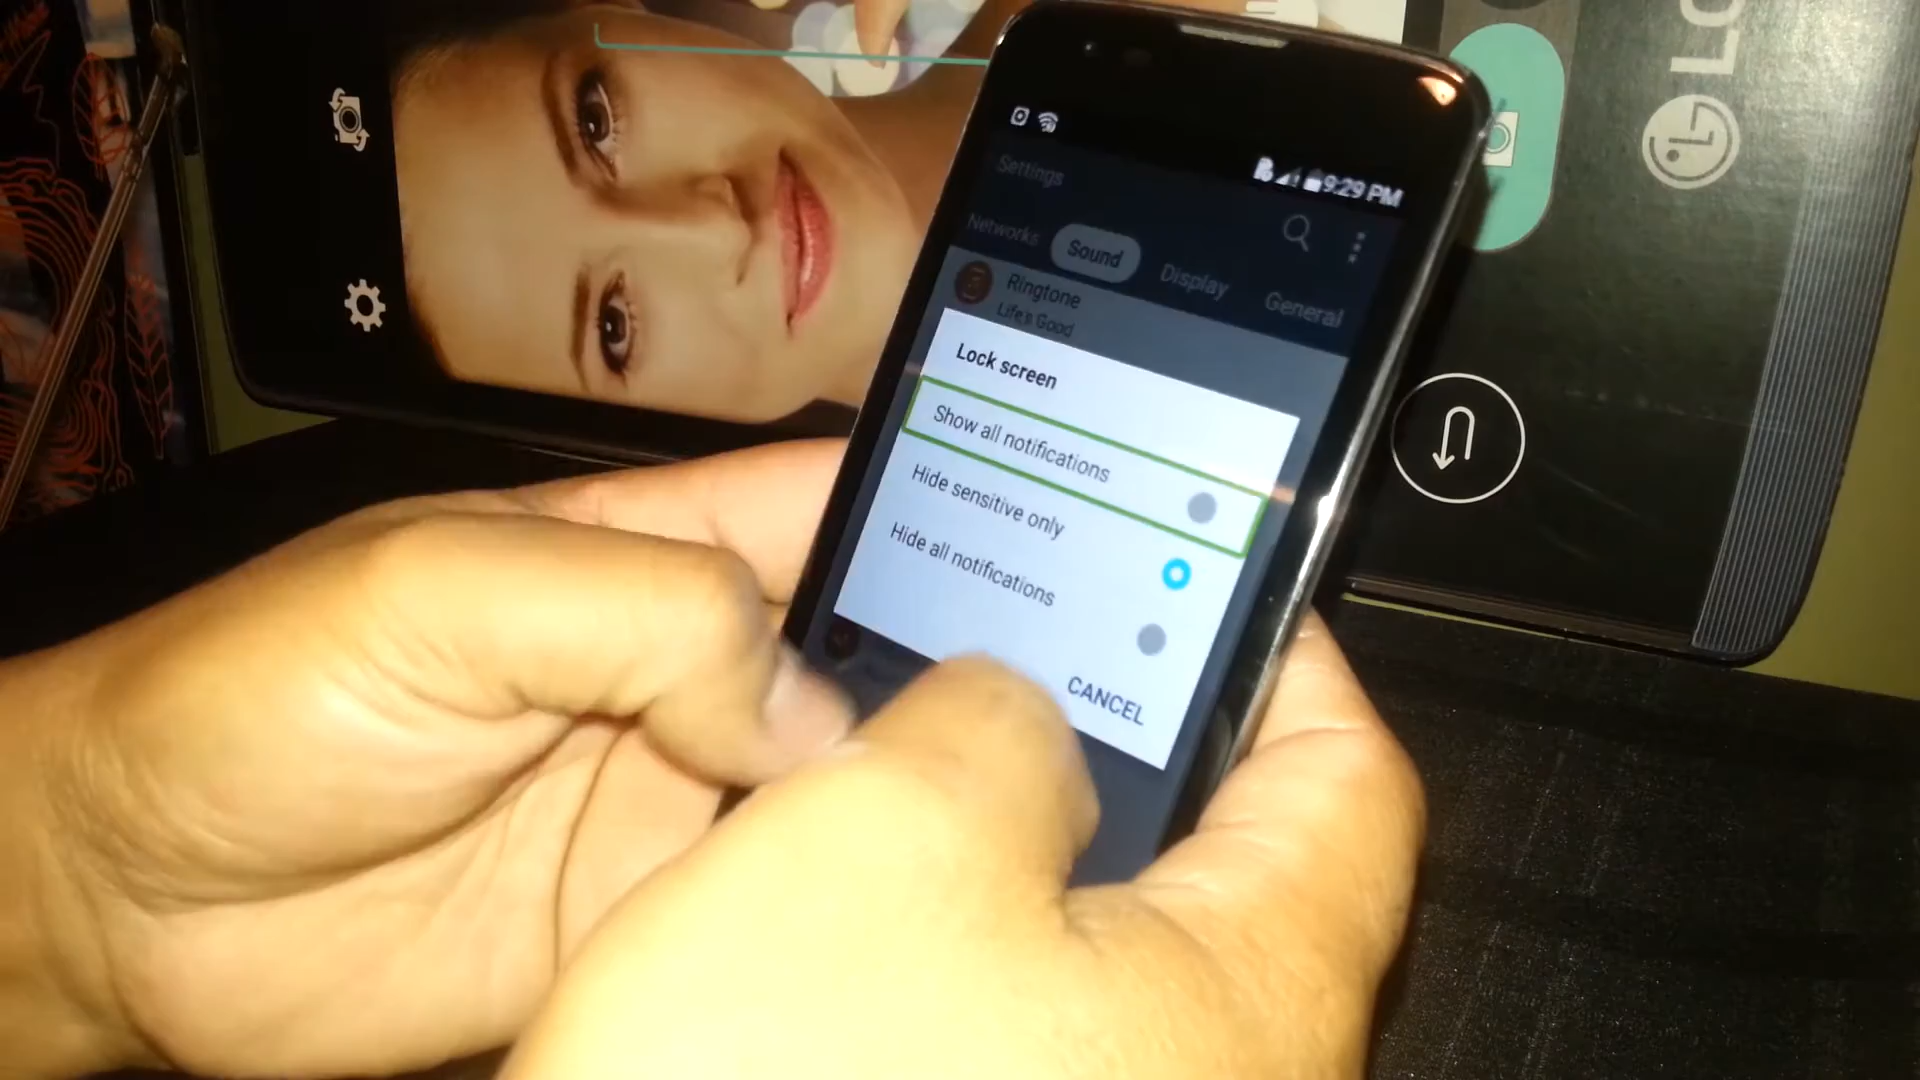 LG
9:29 PM
Settings
Networks
Sound
Display
General
Ringtone
Life's Good
Lock screen
Show all notifications
Hide sensitive only
Hide all notifications
CANCEL